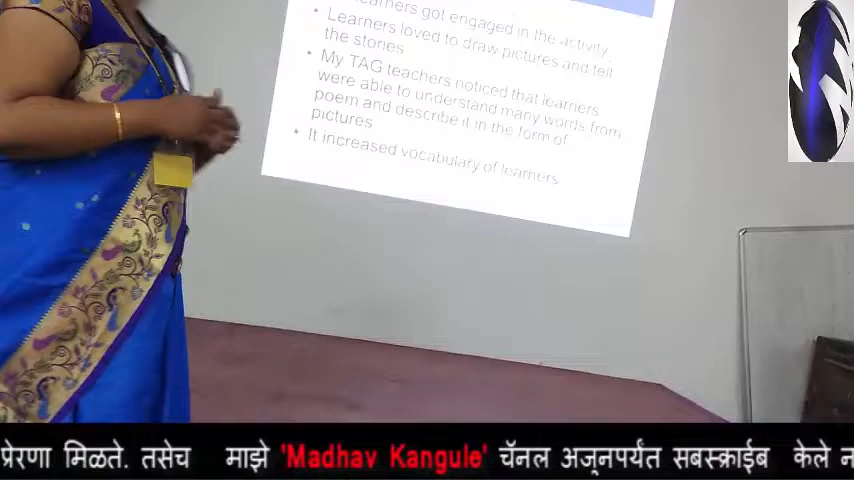 learners got engaged in the activity.
• Learners loved to draw pictures and tell
the stories
• My TAG teachers noticed that learners
were able to understand many words from
poem and describe it in the form of
pictures
• It increased vocabulary of learners.
प्रेरणा मिळते. तसेच माझे 'Madhav Kangule' चॅनल अजूनपर्यंत सबस्क्राईब केले